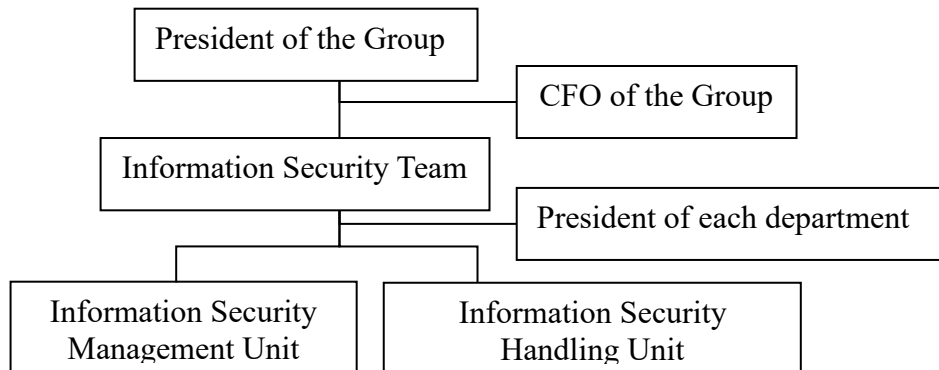 President of the Group
CFO of the Group
Information Security Team
President of each department
Information Security
Management Unit
Information Security
Handling Unit